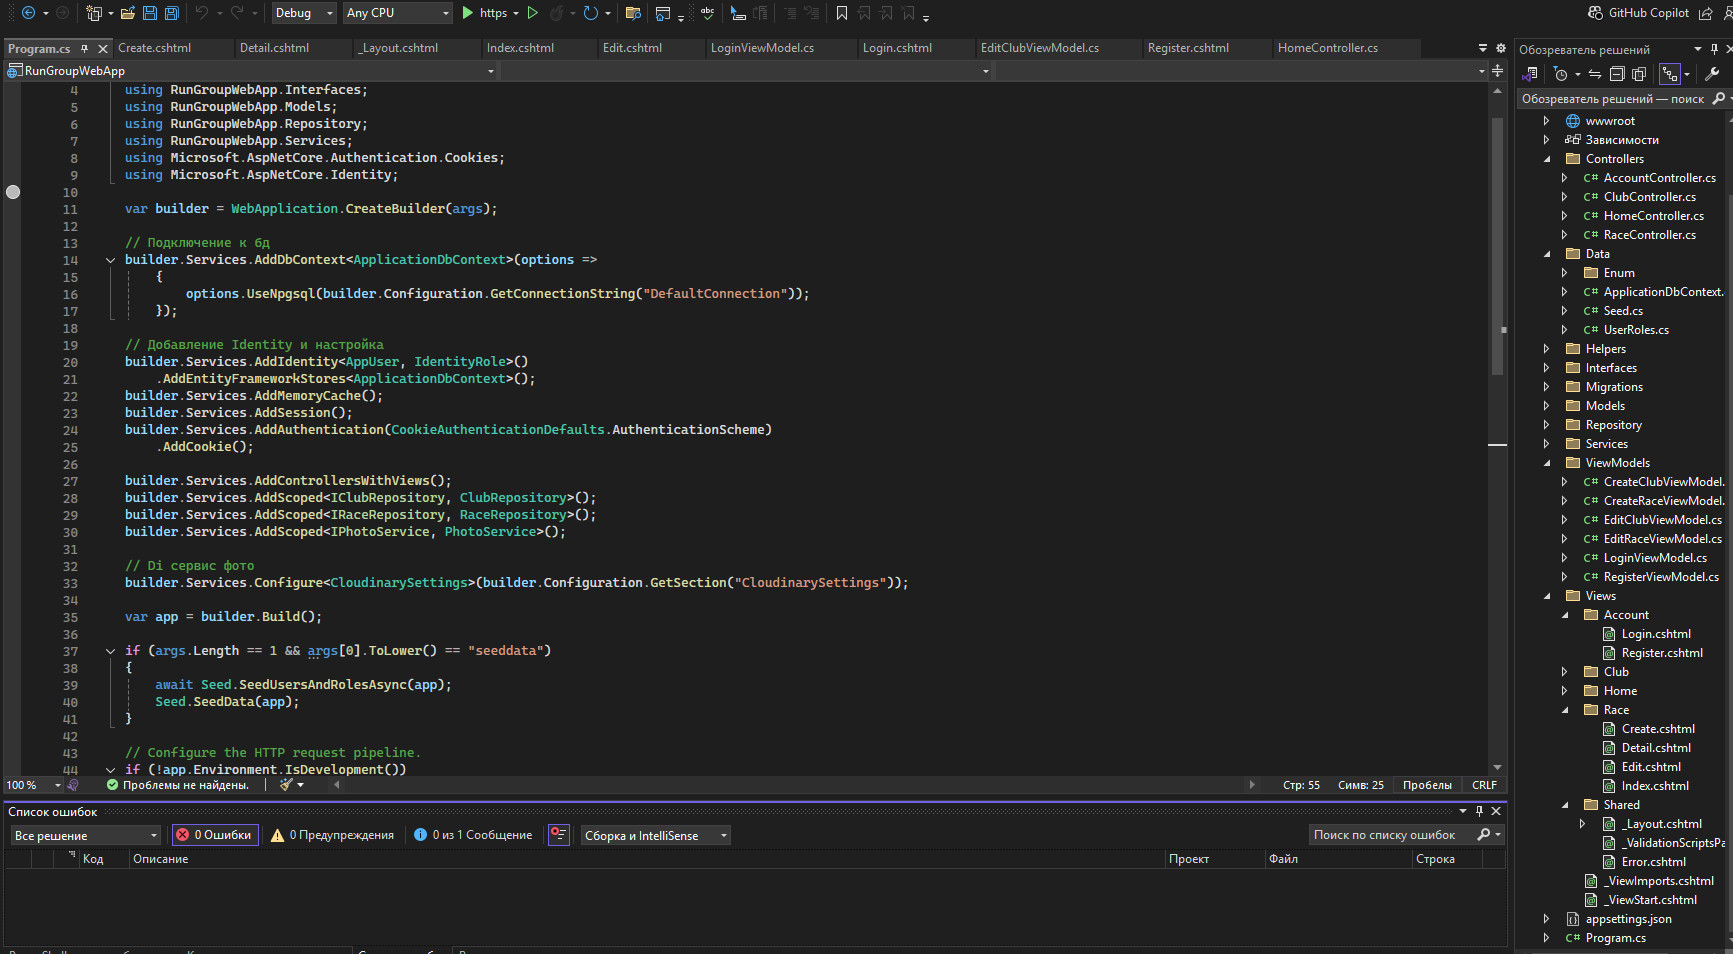 Debug Any CPU https GitHub Copilot
Program.cs Create.cshtml Detail.cshtml _Layout.cshtml Index.cshtml Edit.cshtml LoginViewModel.cs Login.cshtml EditClubViewModel.cs Register.cshtml HomeController.cs
RunGroupWebApp
4 using RunGroupWebApp.Interfaces;
5 using RunGroupWebApp.Models;
6 using RunGroupWebApp.Repository;
7 using RunGroupWebApp.Services;
8 using Microsoft.AspNetCore.Authentication.Cookies;
9 using Microsoft.AspNetCore.Identity;
10
11 var builder = WebApplication.CreateBuilder(args);
12
13 // Подключение к бд
14 builder.Services.AddDbContext<ApplicationDbContext>(options =>
15 {
16 options.UseNpgsql(builder.Configuration.GetConnectionString("DefaultConnection"));
17 });
18
19 // Добавление Identity и настройка
20 builder.Services.AddIdentity<AppUser, IdentityRole>()
21 .AddEntityFrameworkStores<ApplicationDbContext>();
22 builder.Services.AddMemoryCache();
23 builder.Services.AddSession();
24 builder.Services.AddAuthentication(CookieAuthenticationDefaults.AuthenticationScheme)
25 .AddCookie();
26
27 builder.Services.AddControllersWithViews();
28 builder.Services.AddScoped<IClubRepository, ClubRepository>();
29 builder.Services.AddScoped<IRaceRepository, RaceRepository>();
30 builder.Services.AddScoped<IPhotoService, PhotoService>();
31
32 // Di сервис фото
33 builder.Services.Configure<CloudinarySettings>(builder.Configuration.GetSection("CloudinarySettings"));
34
35 var app = builder.Build();
36
37 if (args.Length == 1 && args[0].ToLower() == "seeddata")
38 {
39 await Seed.SeedUsersAndRolesAsync(app);
40 Seed.SeedData(app);
41 }
42
43 // Configure the HTTP request pipeline.
44 if (!app.Environment.IsDevelopment())
100 % Проблемы не найдены. Стр: 55 Симв: 25 Пробелы CRLF
Список ошибок
Все решение 0 Ошибки 0 Предупреждения 0 из 1 Сообщение Сборка и IntelliSense Поиск по списку ошибок
Код Описание Проект Файл Строка
Обозреватель решений
Обозреватель решений — поиск
wwwroot
Зависимости
Controllers
C# AccountController.cs
C# ClubController.cs
C# HomeController.cs
C# RaceController.cs
Data
Enum
C# ApplicationDbContext.
C# Seed.cs
C# UserRoles.cs
Helpers
Interfaces
Migrations
Models
Repository
Services
ViewModels
C# CreateClubViewModel.
C# CreateRaceViewModel.
C# EditClubViewModel.cs
C# EditRaceViewModel.cs
C# LoginViewModel.cs
C# RegisterViewModel.cs
Views
Account
Login.cshtml
Register.cshtml
Club
Home
Race
Create.cshtml
Detail.cshtml
Edit.cshtml
Index.cshtml
Shared
_Layout.cshtml
_ValidationScriptsPa
Error.cshtml
_ViewImports.cshtml
_ViewStart.cshtml
appsettings.json
C# Program.cs